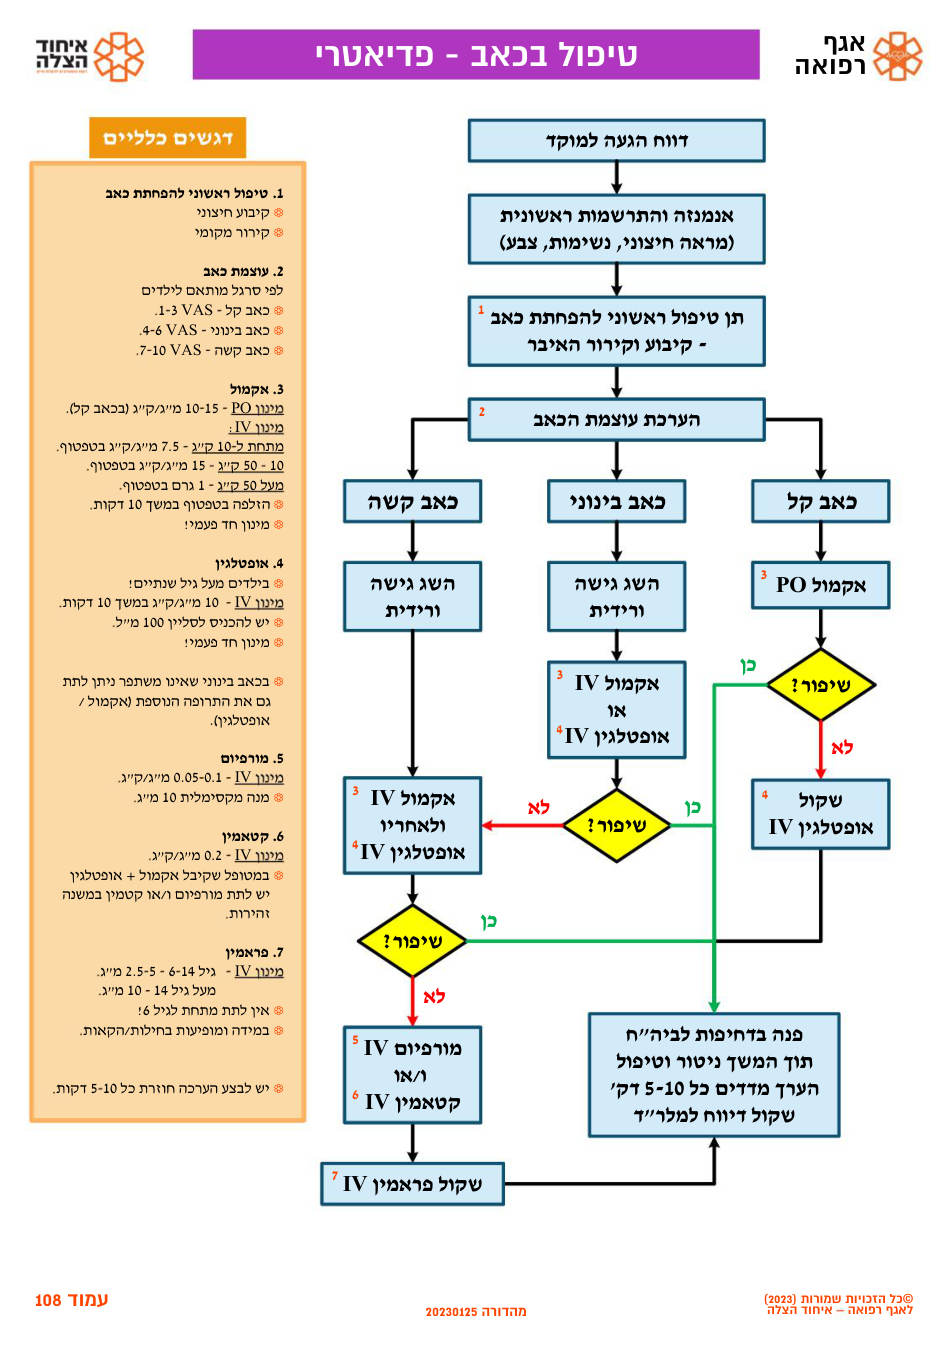 אגף
רפואה
טיפול בכאב - פדיאטרי
איחוד
הצלה
דווח הגעה למוקד
אנמנזה והתרשמות ראשונית
(מראה חיצוני, נשימות, צבע)
תן טיפול ראשוני להפחתת כאב 1
- קיבוע וקירור האיבר
הערכת עוצמת הכאב 2
כאב קל
כאב בינוני
כאב קשה
אקמול PO 3
השג גישה
ורידית
השג גישה
ורידית
שיפור?
כן
לא
אקמול IV 3
או
אופטלגין IV 4
שקול 4
אופטלגין IV
שיפור?
כן
לא
אקמול IV 3
ולאחריו
אופטלגין IV 4
שיפור?
כן
לא
מורפיום IV 5
ו/או
קטאמין IV 6
שקול פראמין IV 7
פנה בדחיפות לביה"ח
תוך המשך ניטור וטיפול
הערך מדדים כל 5-10 דק'
שקול דיווח למלר"ד
דגשים כלליים
1. טיפול ראשוני להפחתת כאב
קיבוע חיצוני
קירור מקומי
2. עוצמת כאב
לפי סרגל מותאם לילדים
כאב קל - 1-3 VAS.
כאב בינוני - 4-6 VAS.
כאב קשה - 7-10 VAS.
3. אקמול
מינון PO - 10-15 מ"ג/ק"ג (בכאב קל).
מינון IV:
מתחת ל-10 ק"ג - 7.5 מ"ג/ק"ג בטפטוף.
10 - 50 ק"ג - 15 מ"ג/ק"ג בטפטוף.
מעל 50 ק"ג - 1 גרם בטפטוף.
הזלפה בטפטוף במשך 10 דקות.
מינון חד פעמי!
4. אופטלגין
בילדים מעל גיל שנתיים!
מינון IV - 10 מ"ג/ק"ג במשך 10 דקות.
יש להכניס לסליין 100 מ"ל.
מינון חד פעמי!
בכאב בינוני שאינו משתפר ניתן לתת
גם את התרופה הנוספת (אקמול /
אופטלגין).
5. מורפיום
מינון IV - 0.05-0.1 מ"ג/ק"ג.
מנה מקסימלית 10 מ"ג.
6. קטאמין
מינון IV - 0.2 מ"ג/ק"ג.
במטופל שקיבל אקמול + אופטלגין
יש לתת מורפיום ו/או קטמין במשנה
זהירות.
7. פראמין
מינון IV - גיל 6-14 - 2.5-5 מ"ג.
מעל גיל 14 - 10 מ"ג.
אין לתת מתחת לגיל 6!
במידה ומופיעות בחילות/הקאות.
יש לבצע הערכה חוזרת כל 5-10 דקות.
©כל הזכויות שמורות (2023)
לאגף רפואה – איחוד הצלה
מהדורה 20230125
עמוד 108